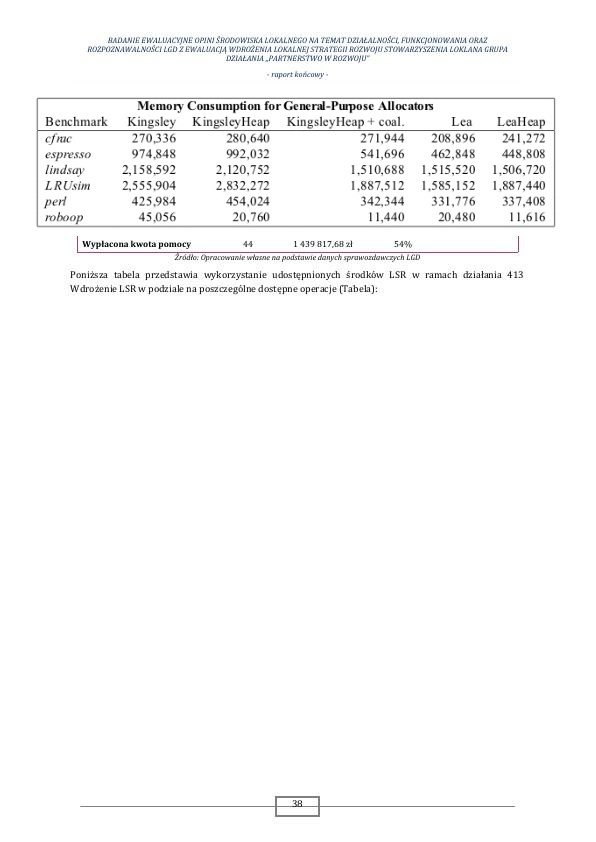 BADANIE EWALUACYJNE OPINI ŚRODOWISKA LOKALNEGO NA TEMAT DZIAŁALNOŚCI, FUNKCJONOWANIA ORAZ
ROZPOZNAWALNOŚCI LGD Z EWALUACJĄ WDROŻENIA LOKALNEJ STRATEGII ROZWOJU STOWARZYSZENIA LOKLANA GRUPA
DZIAŁANIA „PARTNERSTWO W ROZWOJU"
- raport końcowy -
Memory Consumption for General-Purpose Allocators
Benchmark Kingsley KingsleyHeap KingsleyHeap + coal. Lea LeaHeap
cfrac 270,336 280,640 271,944 208,896 241,272
espresso 974,848 992,032 541,696 462,848 448,808
lindsay 2,158,592 2,120,752 1,510,688 1,515,520 1,506,720
LRUsim 2,555,904 2,832,272 1,887,512 1,585,152 1,887,440
perl 425,984 454,024 342,344 331,776 337,408
roboop 45,056 20,760 11,440 20,480 11,616
Wypłacona kwota pomocy 44 1 439 817,68 zł 54%
Źródło: Opracowanie własne na podstawie danych sprawozdawczych LGD
Poniższa tabela przedstawia wykorzystanie udostępnionych środków LSR w ramach działania 413
Wdrożenie LSR w podziale na poszczególne dostępne operacje (Tabela):
38